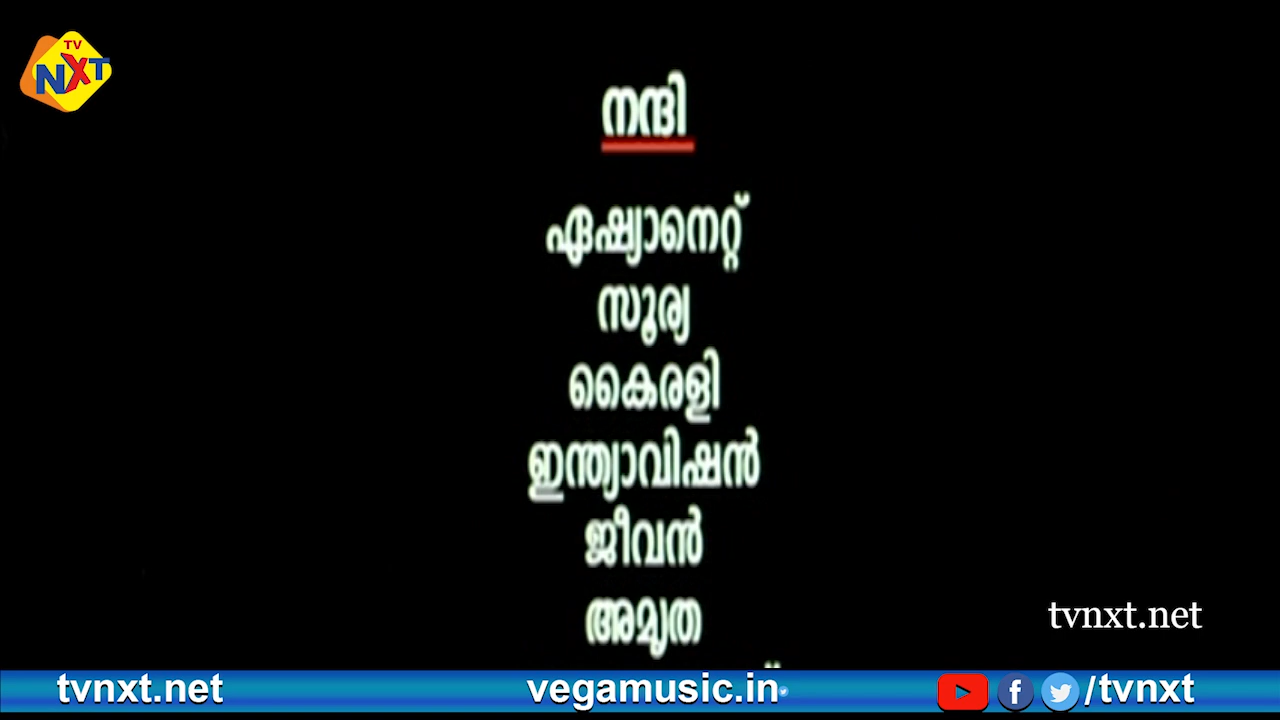 TV
NXT
നന്ദി
ഏഷ്യാനെറ്റ്
സൂര്യ
കൈരളി
ഇന്ത്യാവിഷൻ
ജീവൻ
അമൃത
tvnxt.net
tvnxt.net
vegamusic.in
/tvnxt